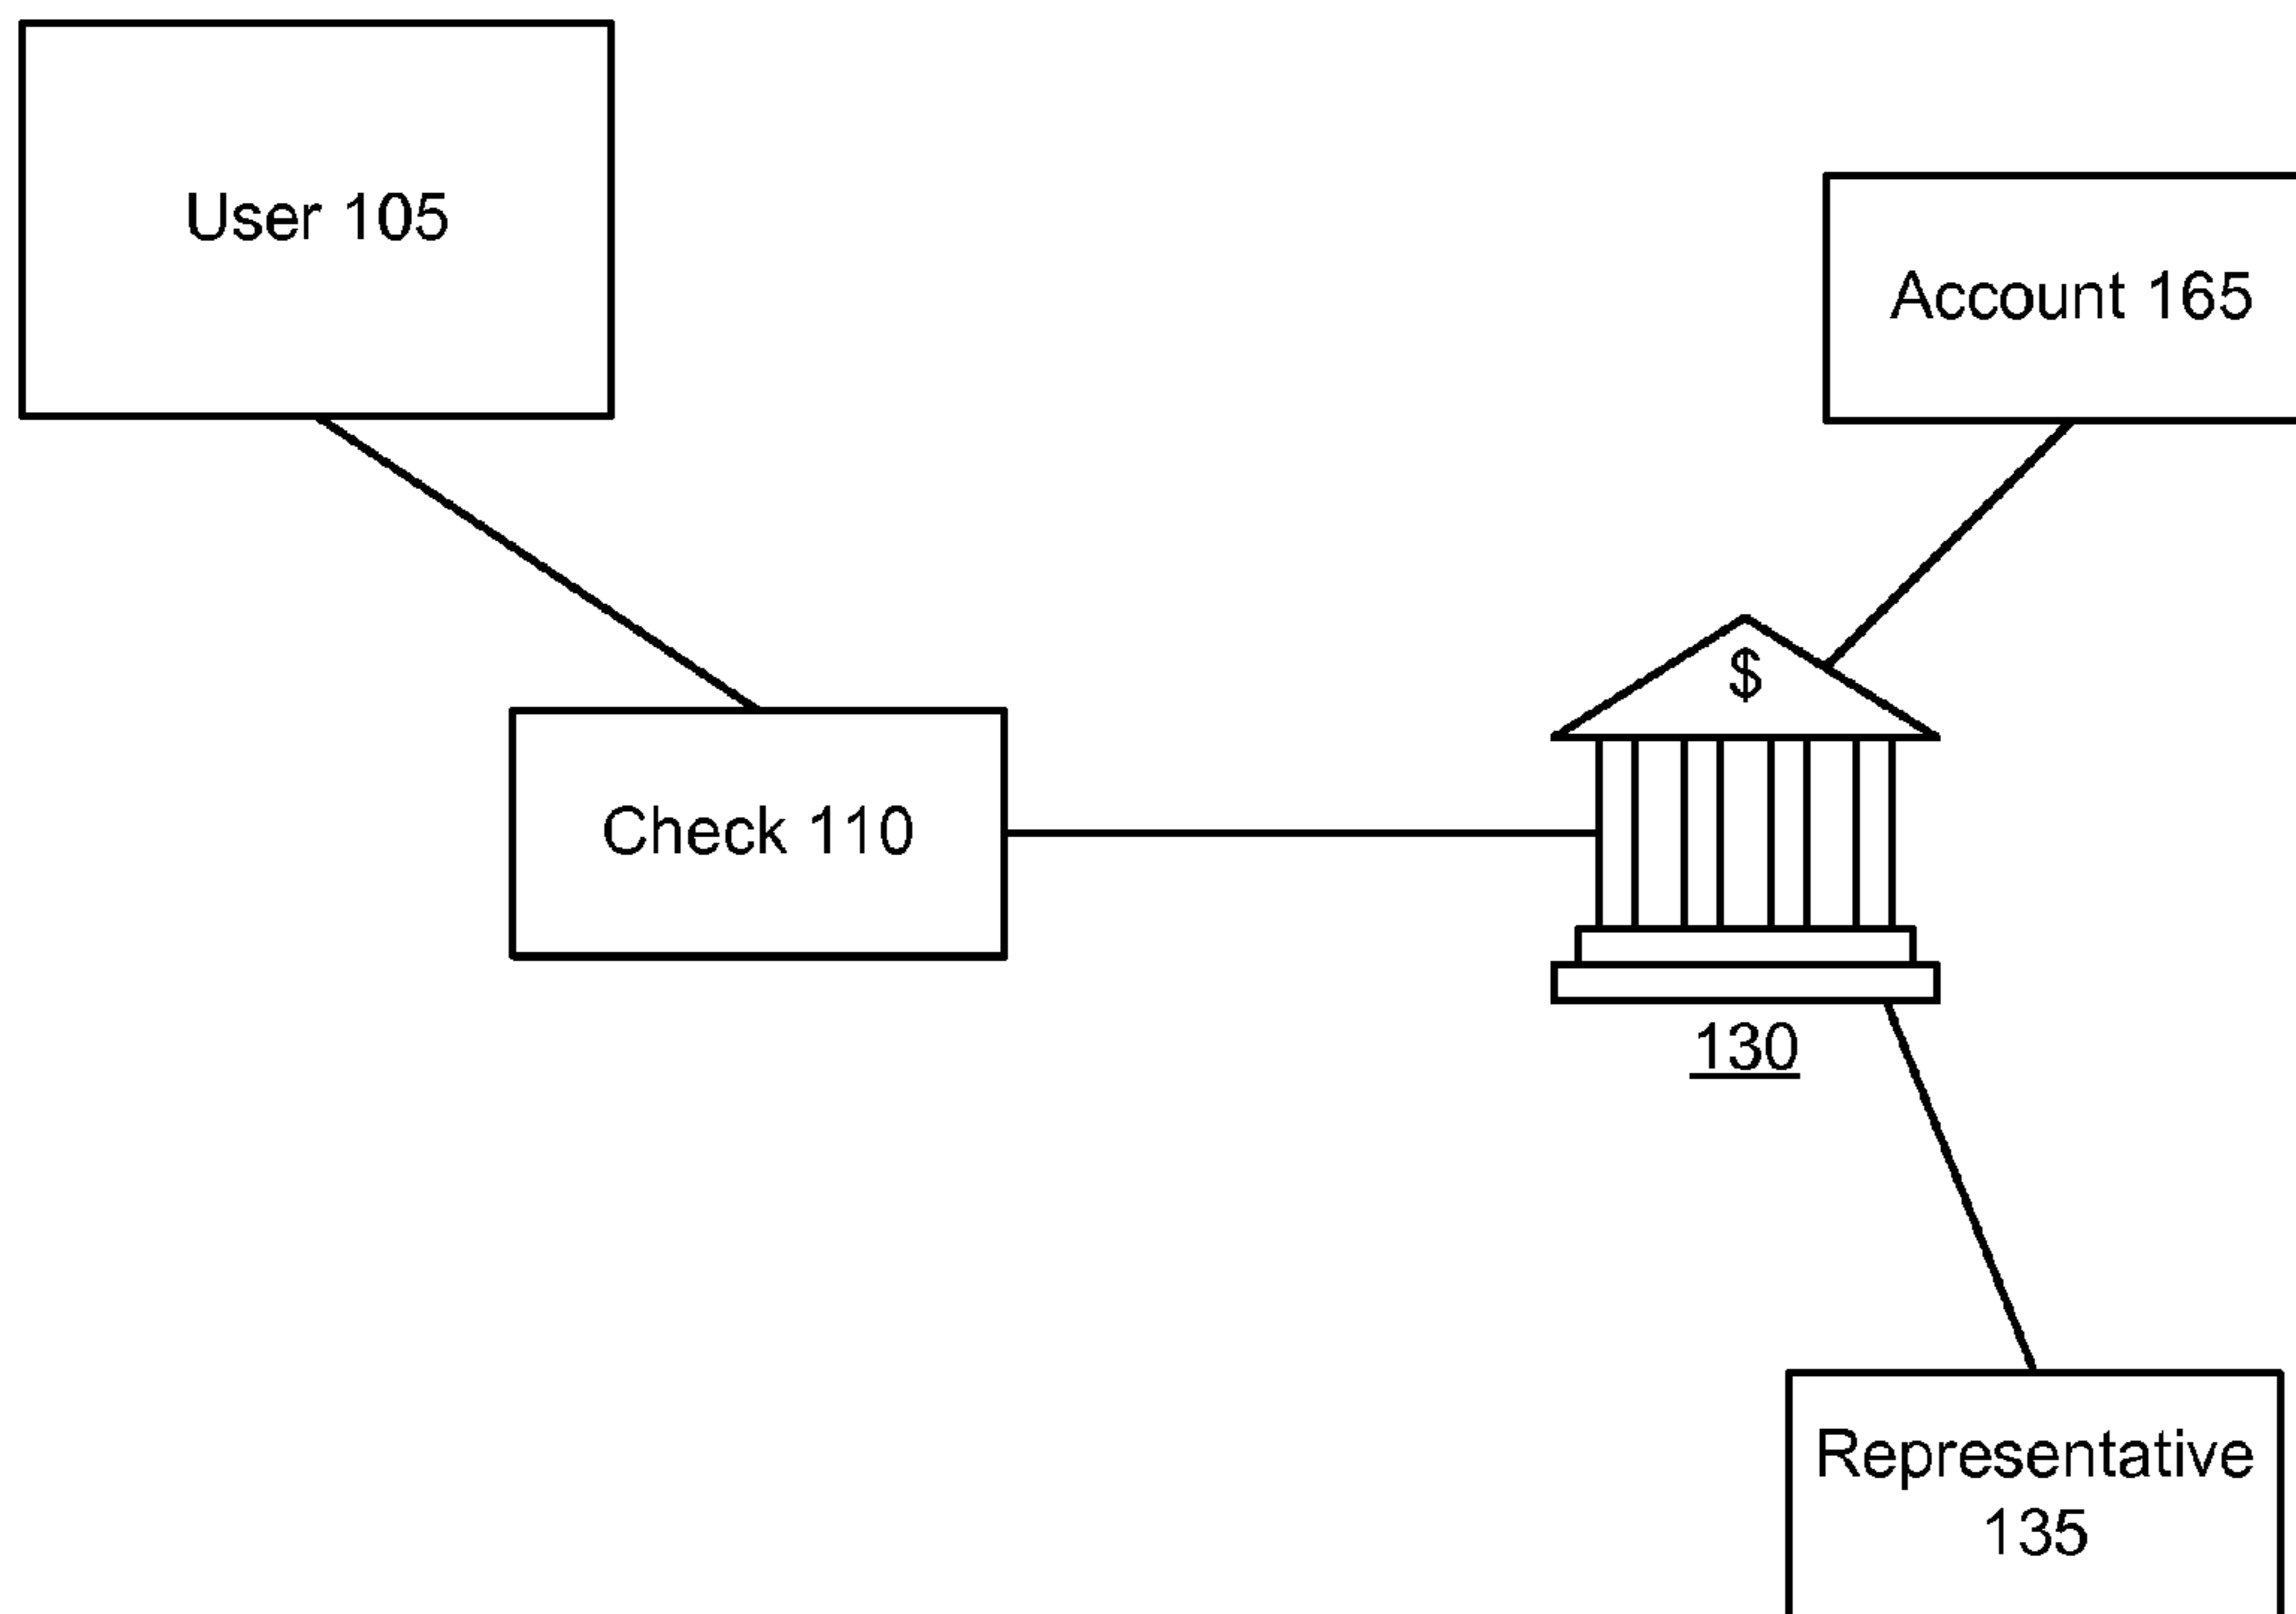 User 105
Account 165
$
Check 110
130
Representative
135